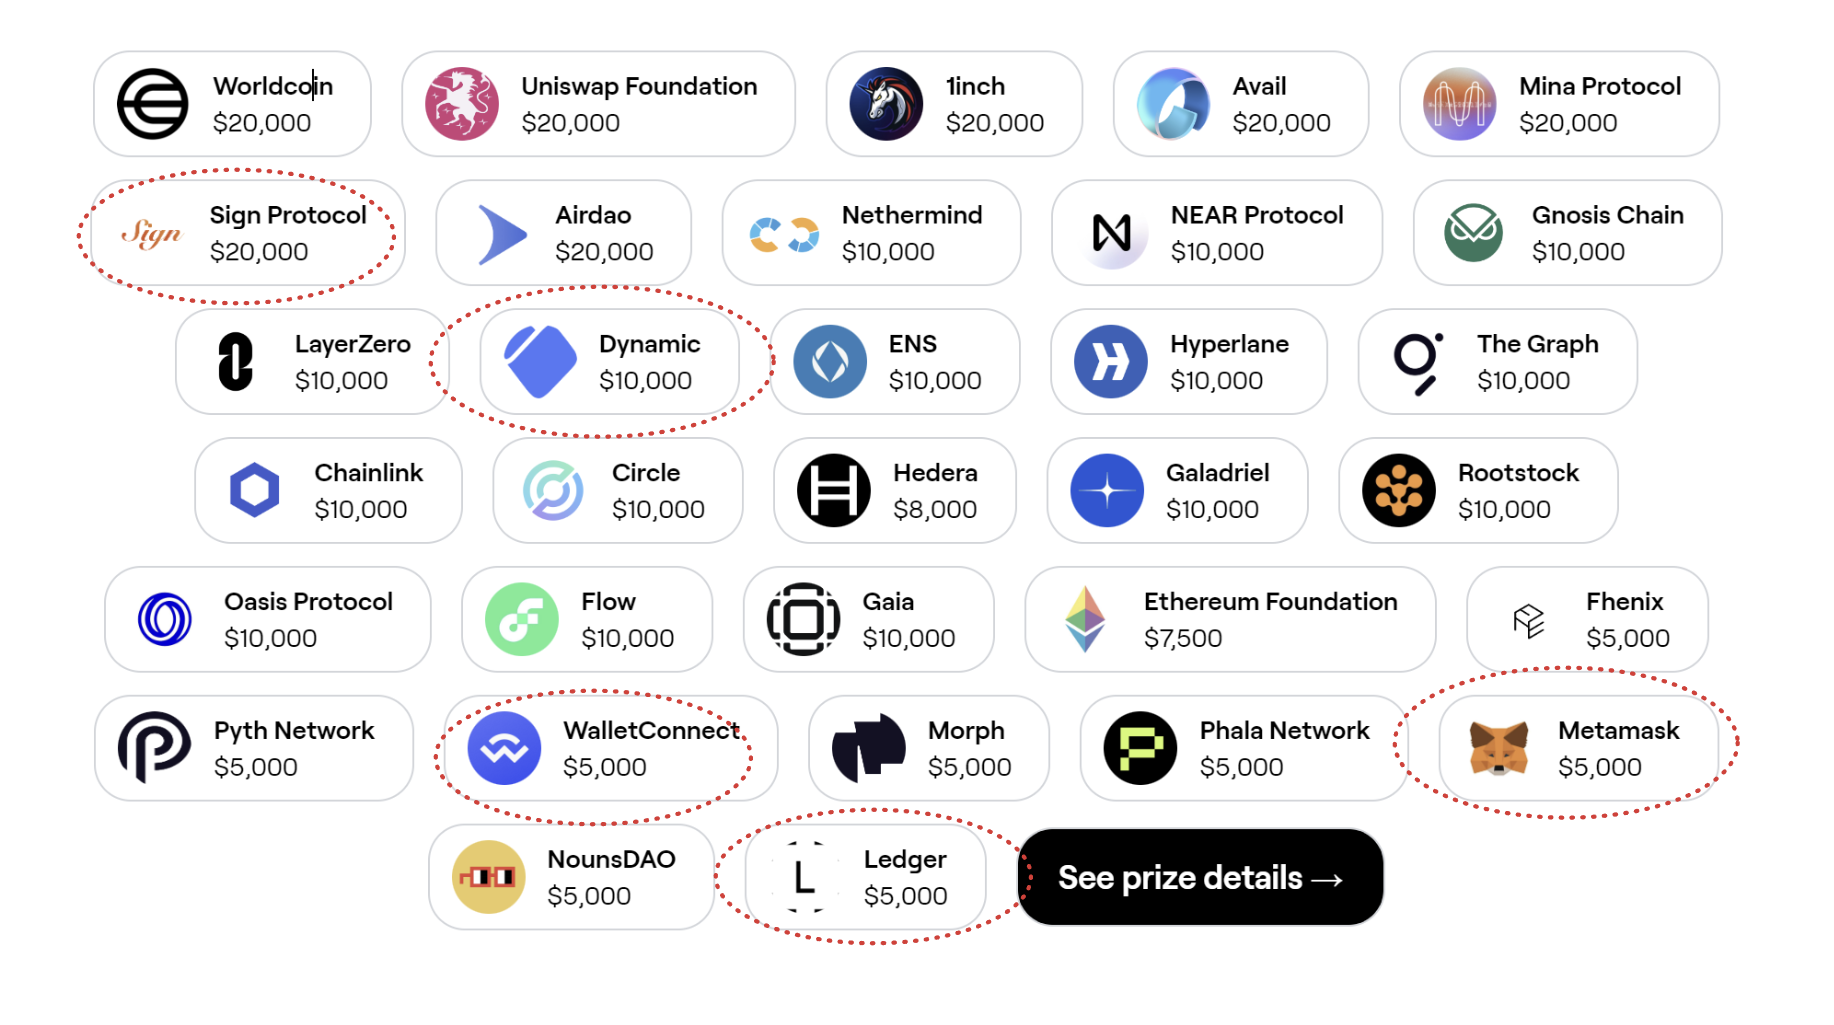 Worldcoin
$20,000
Uniswap Foundation
$20,000
1inch
$20,000
Avail
$20,000
Mina Protocol
$20,000
Sign
Sign Protocol
$20,000
Airdao
$20,000
Nethermind
$10,000
NEAR Protocol
$10,000
Gnosis Chain
$10,000
LayerZero
$10,000
Dynamic
$10,000
ENS
$10,000
Hyperlane
$10,000
The Graph
$10,000
Chainlink
$10,000
Circle
$10,000
Hedera
$8,000
Galadriel
$10,000
Rootstock
$10,000
Oasis Protocol
$10,000
Flow
$10,000
Gaia
$10,000
Ethereum Foundation
$7,500
Fhenix
$5,000
Pyth Network
$5,000
WalletConnect
$5,000
Morph
$5,000
Phala Network
$5,000
Metamask
$5,000
NounsDAO
$5,000
L
Ledger
$5,000
See prize details →